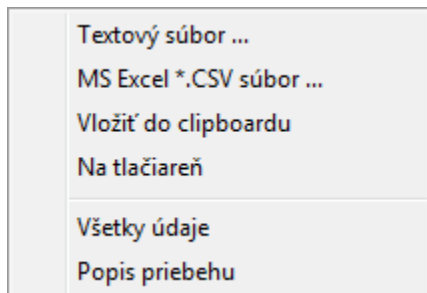 Textový súbor ...
MS Excel *.CSV súbor ...
Vložiť do clipboardu
Na tlačiareň
Všetky údaje
Popis priebehu